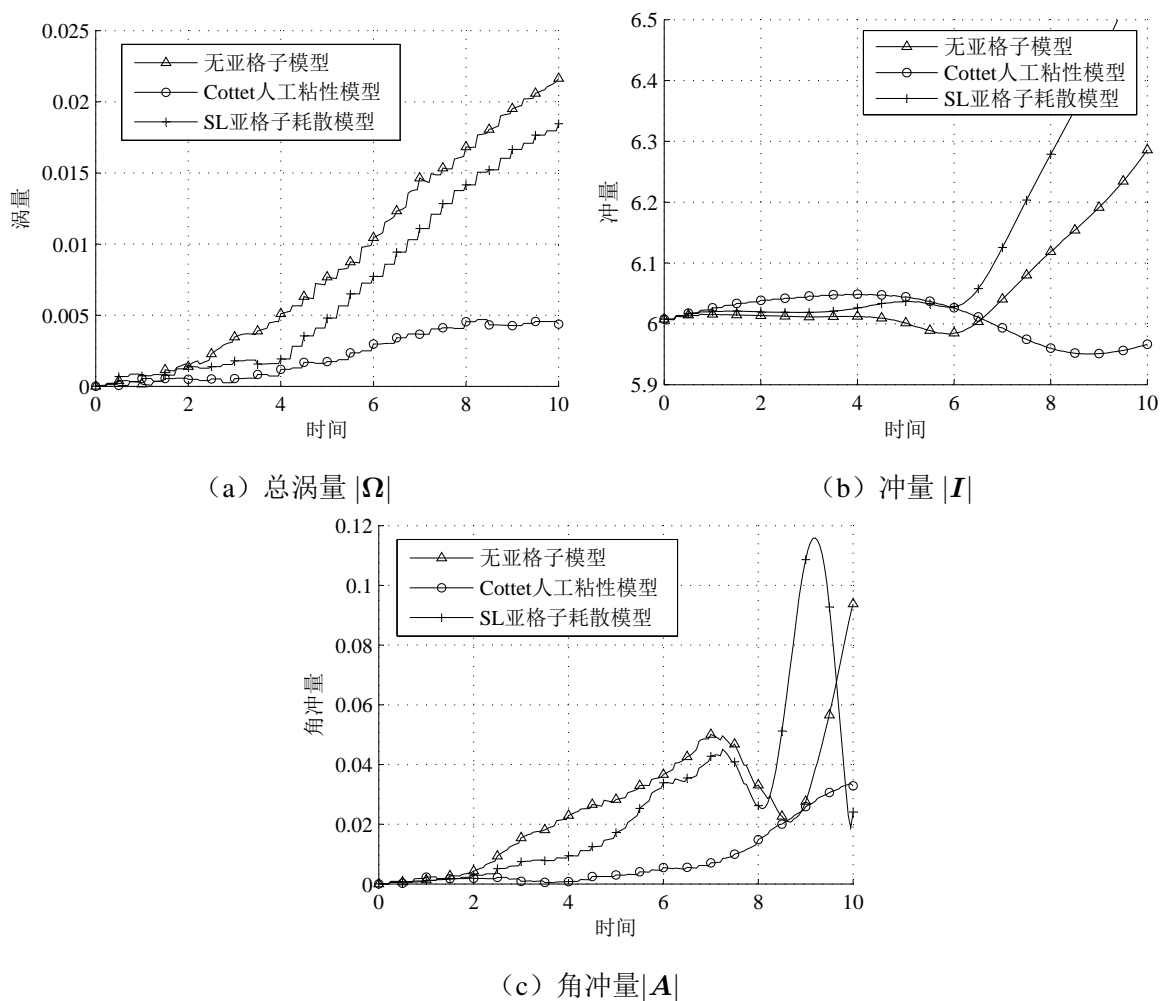 0.025
0.02
0.015
0.01
0.005
0
涡量
无亚格子模型
Cottet人工粘性模型
SL亚格子耗散模型
0 2 4 6 8 10
时间
(a)总涡量 |Ω|
6.5
6.4
6.3
6.2
6.1
6
5.9
冲量
无亚格子模型
Cottet人工粘性模型
SL亚格子耗散模型
0 2 4 6 8 10
时间
(b)冲量 |I|
0.12
0.1
0.08
0.06
0.04
0.02
0
角冲量
无亚格子模型
Cottet人工粘性模型
SL亚格子耗散模型
0 2 4 6 8 10
时间
(c)角冲量|A|